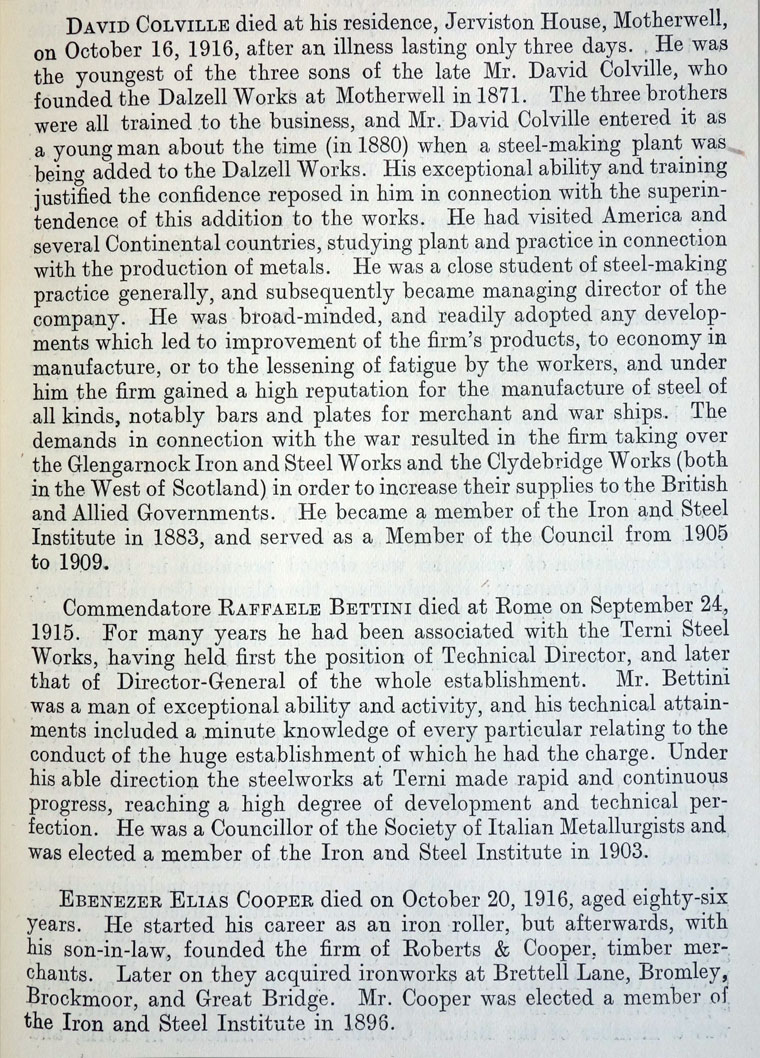 DAVID COLVILLE died at his residence, Jerviston House, Motherwell,
on October 16, 1916, after an illness lasting only three days. He was
the youngest of the three sons of the late Mr. David Colville, who
founded the Dalzell Works at Motherwell in 1871. The three brothers
were all trained to the business, and Mr. David Colville entered it as
a young man about the time (in 1880) when a steel-making plant was
being added to the Dalzell Works. His exceptional ability and training
justified the confidence reposed in him in connection with the superin-
tendence of this addition to the works. He had visited America and
several Continental countries, studying plant and practice in connection
with the production of metals. He was a close student of steel-making
practice generally, and subsequently became managing director of the
company. He was broad-minded, and readily adopted any develop-
ments which led to improvement of the firm's products, to economy in
manufacture, or to the lessening of fatigue by the workers, and under
him the firm gained a high reputation for the manufacture of steel of
all kinds, notably bars and plates for merchant and war ships. The
demands in connection with the war resulted in the firm taking over
the Glengarnock Iron and Steel Works and the Clydebridge Works (both
in the West of Scotland) in order to increase their supplies to the British
and Allied Governments. He became a member of the Iron and Steel
Institute in 1883, and served as a Member of the Council from 1905
to 1909.
Commendatore RAFFAELE BETTINI died at Rome on September 24,
1915. For many years he had been associated with the Terni Steel
Works, having held first the position of Technical Director, and later
that of Director-General of the whole establishment. Mr. Bettini
was a man of exceptional ability and activity, and his technical attain-
ments included a minute knowledge of every particular relating to the
conduct of the huge establishment of which he had the charge. Under
his able direction the steelworks at Terni made rapid and continuous
progress, reaching a high degree of development and technical per-
fection. He was a Councillor of the Society of Italian Metallurgists and
was elected a member of the Iron and Steel Institute in 1903.
EBENEZER ELIAS COOPER died on October 20, 1916, aged eighty-six
years. He started his career as an iron roller, but afterwards, with
his son-in-law, founded the firm of Roberts & Cooper, timber mer-
chants. Later on they acquired ironworks at Brettell Lane, Bromley,
Brockmoor, and Great Bridge. Mr. Cooper was elected a member of
the Iron and Steel Institute in 1896.